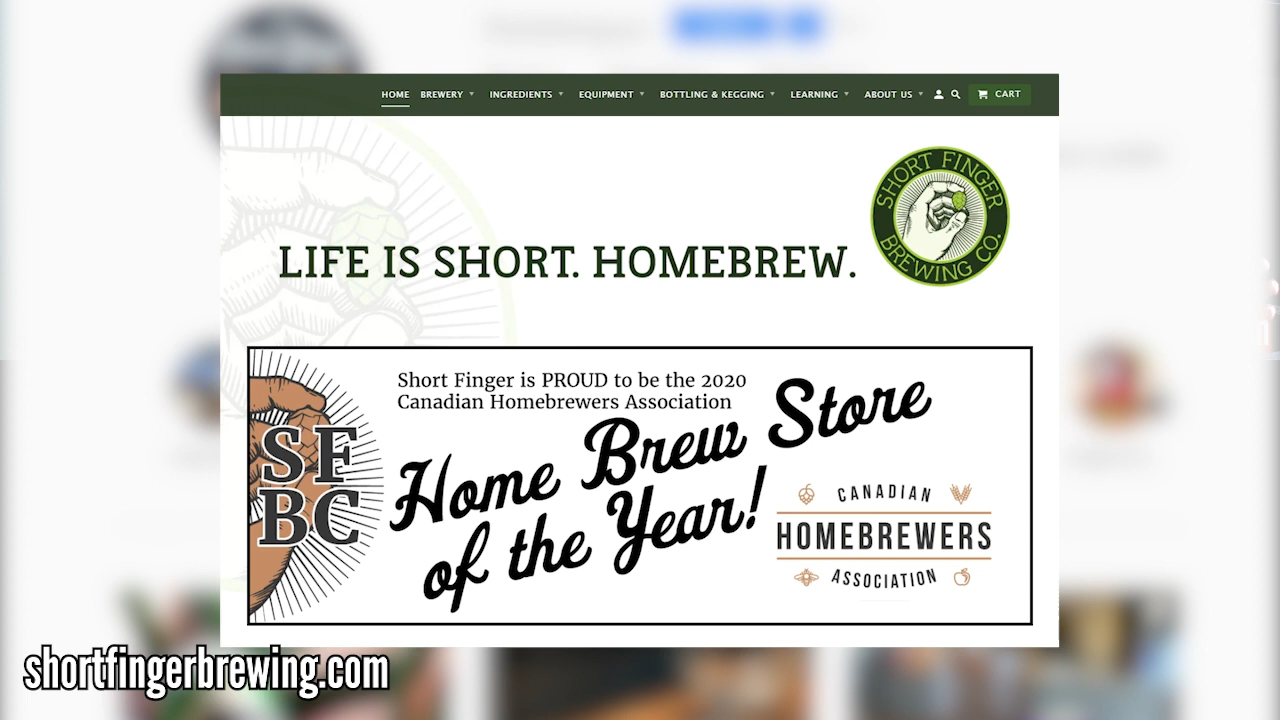 HOME BREWERY INGREDIENTS EQUIPMENT BOTTLING & KEGGING LEARNING ABOUT US CART
SHORT FINGER
BREWING CO.
LIFE IS SHORT. HOMEBREW.
Short Finger is PROUD to be the 2020
Canadian Homebrewers Association
Home Brew Store
of the Year!
SF
BC
CANADIAN
HOMEBREWERS
ASSOCIATION
shortfingerbrewing.com